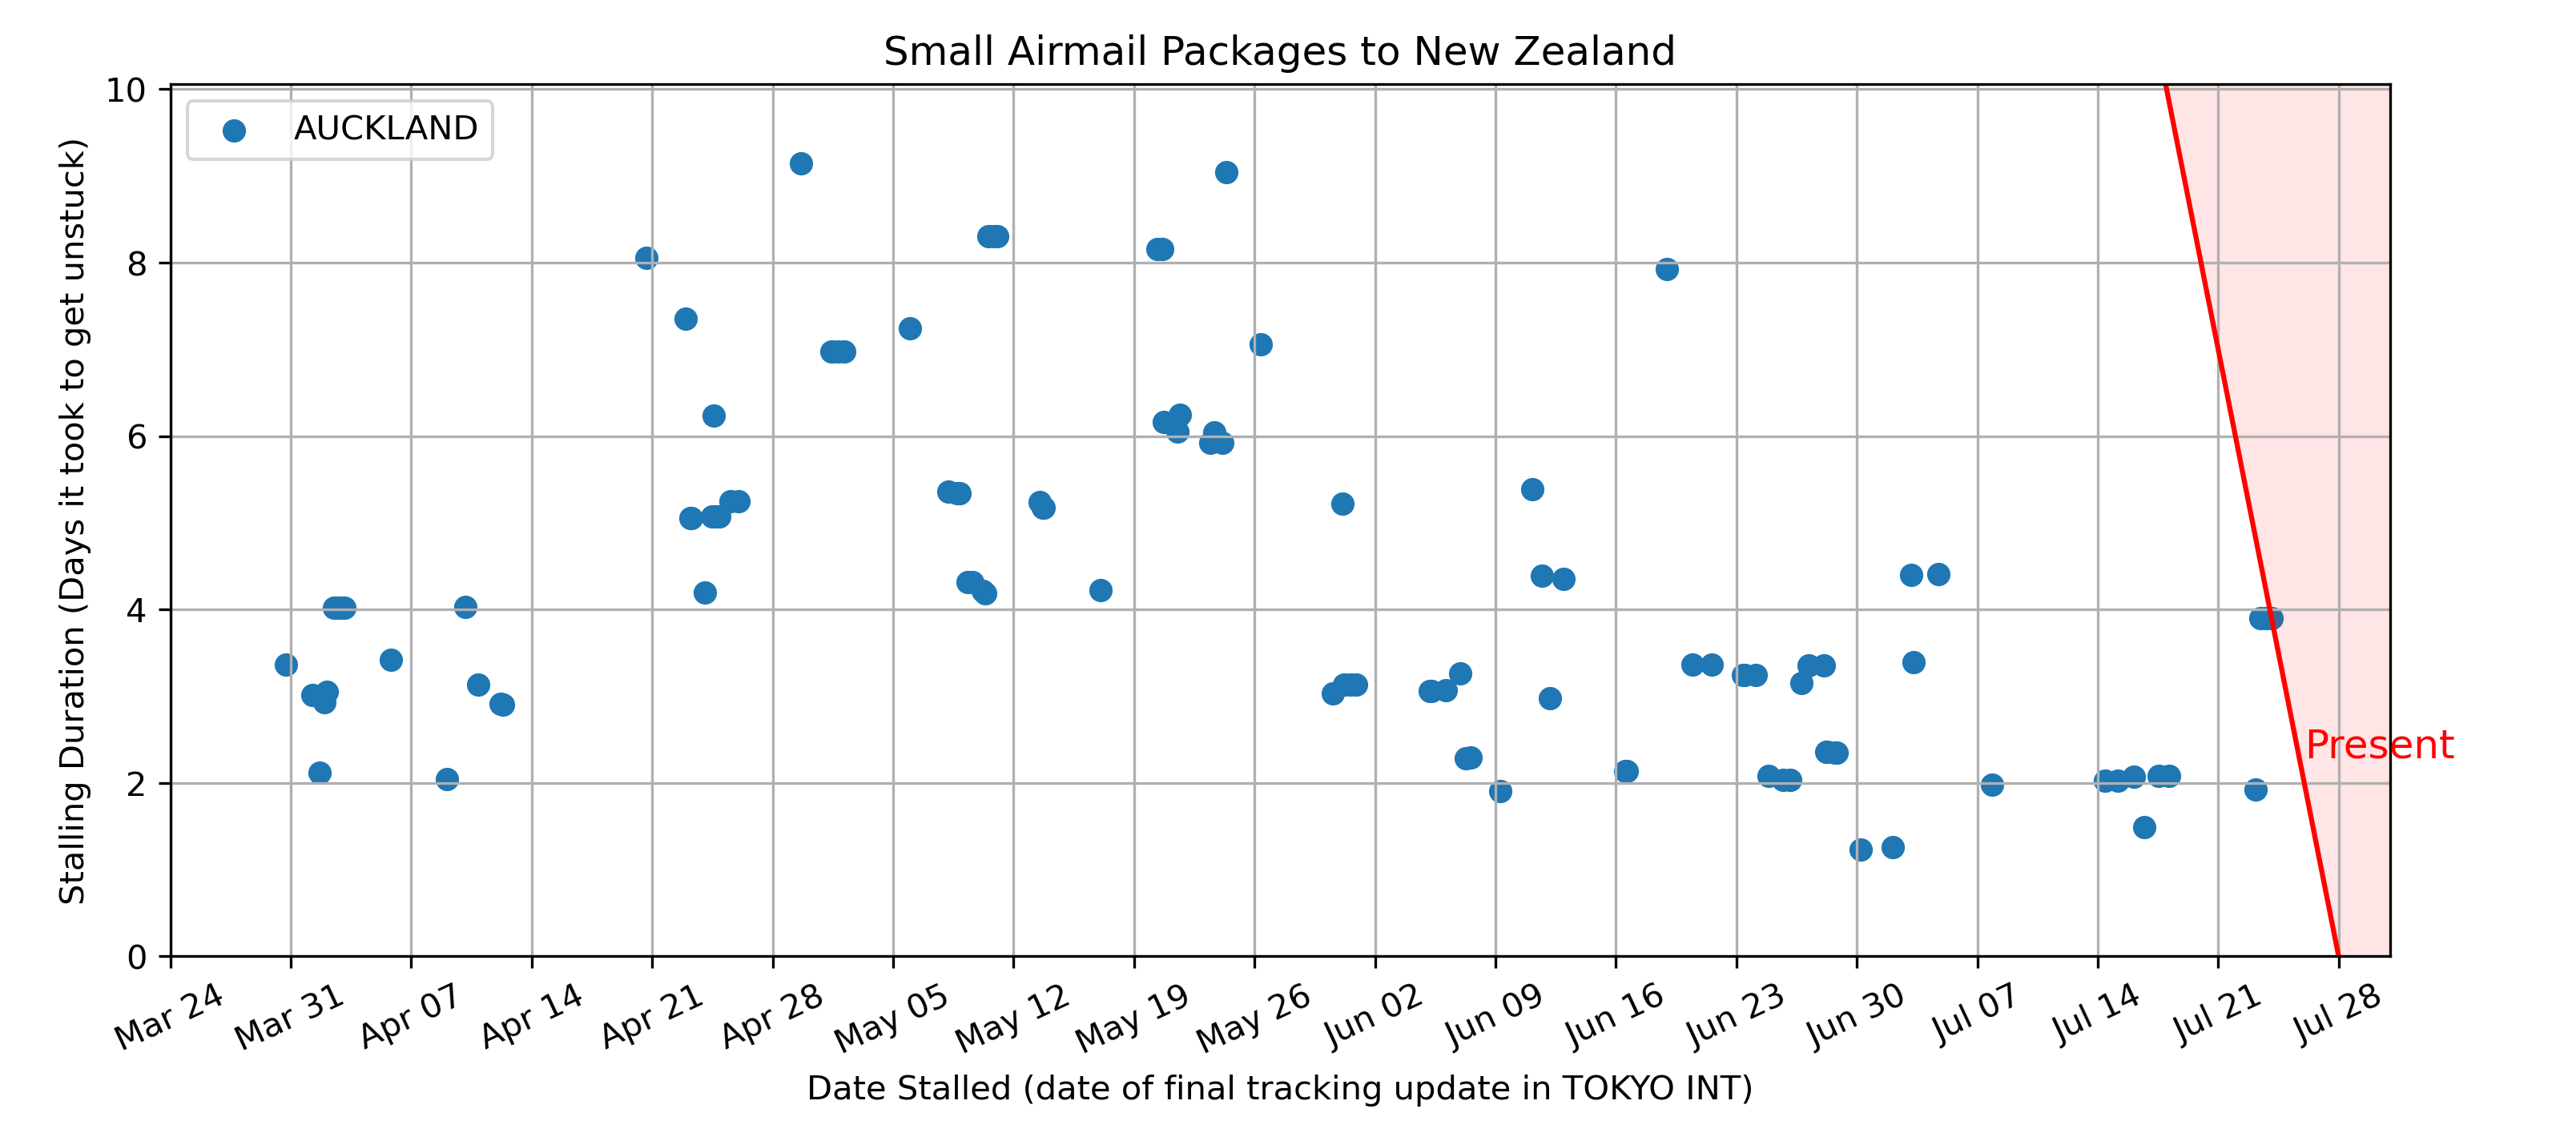 Small Airmail Packages to New Zealand
AUCKLAND
Stalling Duration (Days it took to get unstuck)
10
8
6
4
2
0
Present
Mar 24
Mar 31
Apr 07
Apr 14
Apr 21
Apr 28
May 05
May 12
May 19
May 26
Jun 02
Jun 09
Jun 16
Jun 23
Jun 30
Jul 07
Jul 14
Jul 21
Jul 28
Date Stalled (date of final tracking update in TOKYO INT)